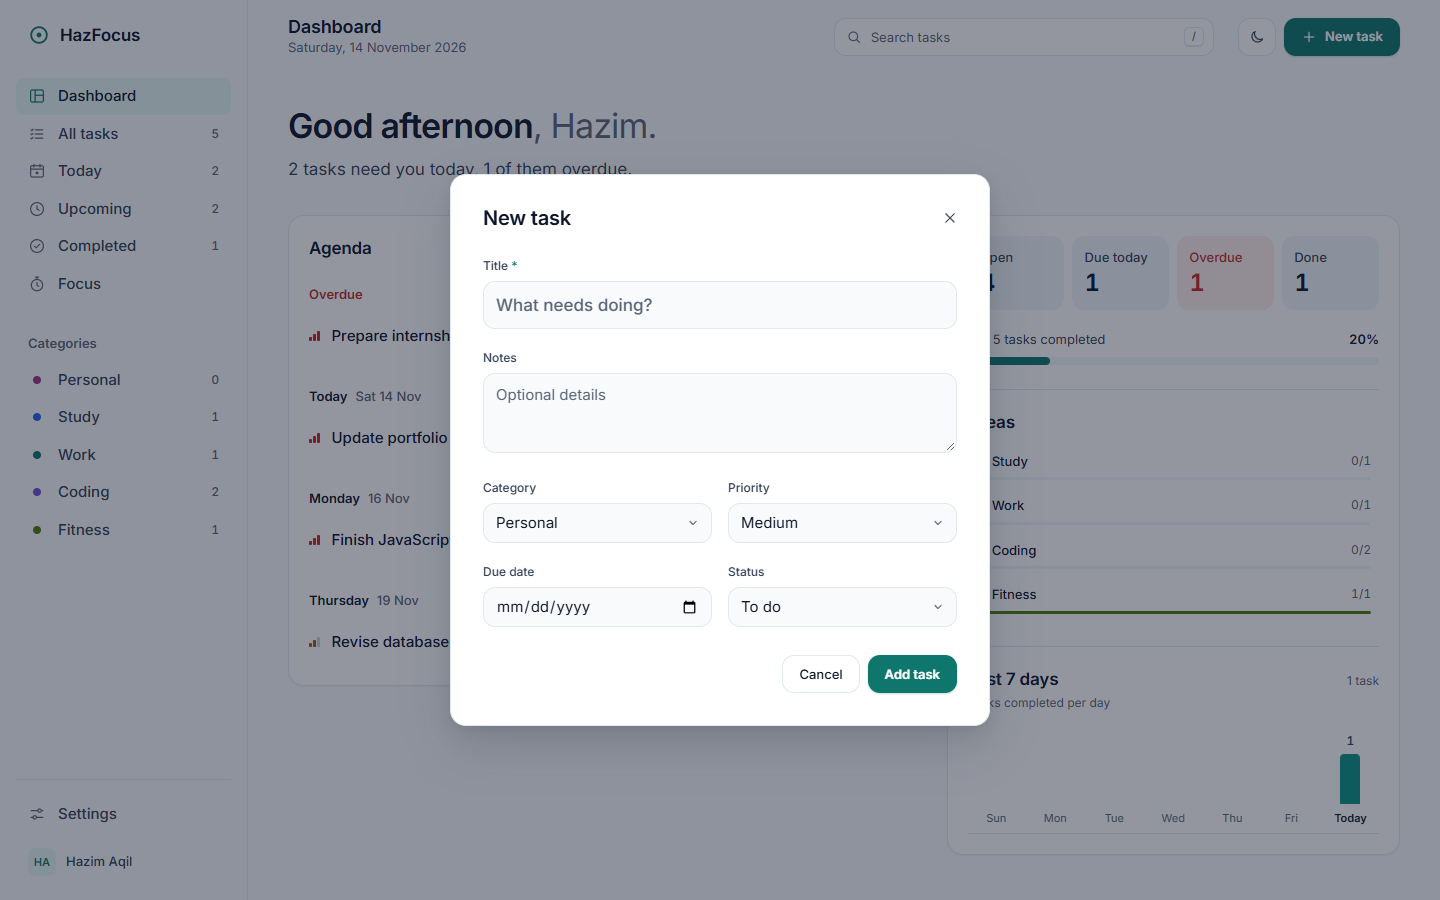 HazFocus
Dashboard
All tasks 5
Today 2
Upcoming 2
Completed 1
Focus
Categories
Personal 0
Study 1
Work 1
Coding 2
Fitness 1
Settings
HA Hazim Aqil
Dashboard
Saturday, 14 November 2026
Search tasks /
New task
Good afternoon, Hazim.
2 tasks need you today, 1 of them overdue.
Agenda
Overdue
Prepare
Today Sat 14 Nov
Update portfolio
Monday 16 Nov
Finish
Thursday 19 Nov
Revise database
New task
Title *
What needs doing?
Notes
Optional details
Category Priority
Personal Medium
Due date Status
mm/dd/yyyy To do
Cancel Add task
Due today Overdue Done
1 1 1
5 tasks completed 20%
Study 0/1
Work 0/1
Coding 0/2
Fitness 1/1
7 days 1 task
completed per day
1
Sun Mon Tue Wed Thu Fri Today